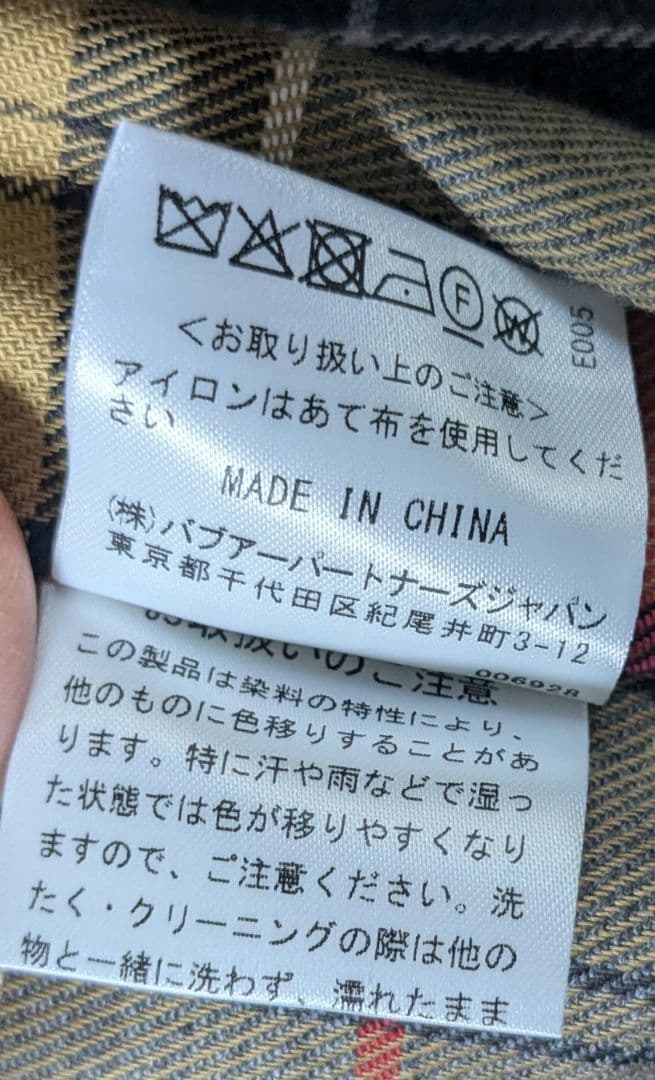 F
W
E005
<お取り扱い上のご注意>
アイロンはあて布を使用してくだ
さい
MADE IN CHINA
(株)バブアーパートナーズジャパン
東京都千代田区紀尾井町3-12
006928
お取扱いのご注意
この製品は染料の特性により、
他のものに色移りすることがあ
ります。特に汗や雨などで湿っ
た状態では色が移りやすくなり
ますので、ご注意ください。洗
たく・クリーニングの際は他の
物と一緒に洗わず、濡れたまま